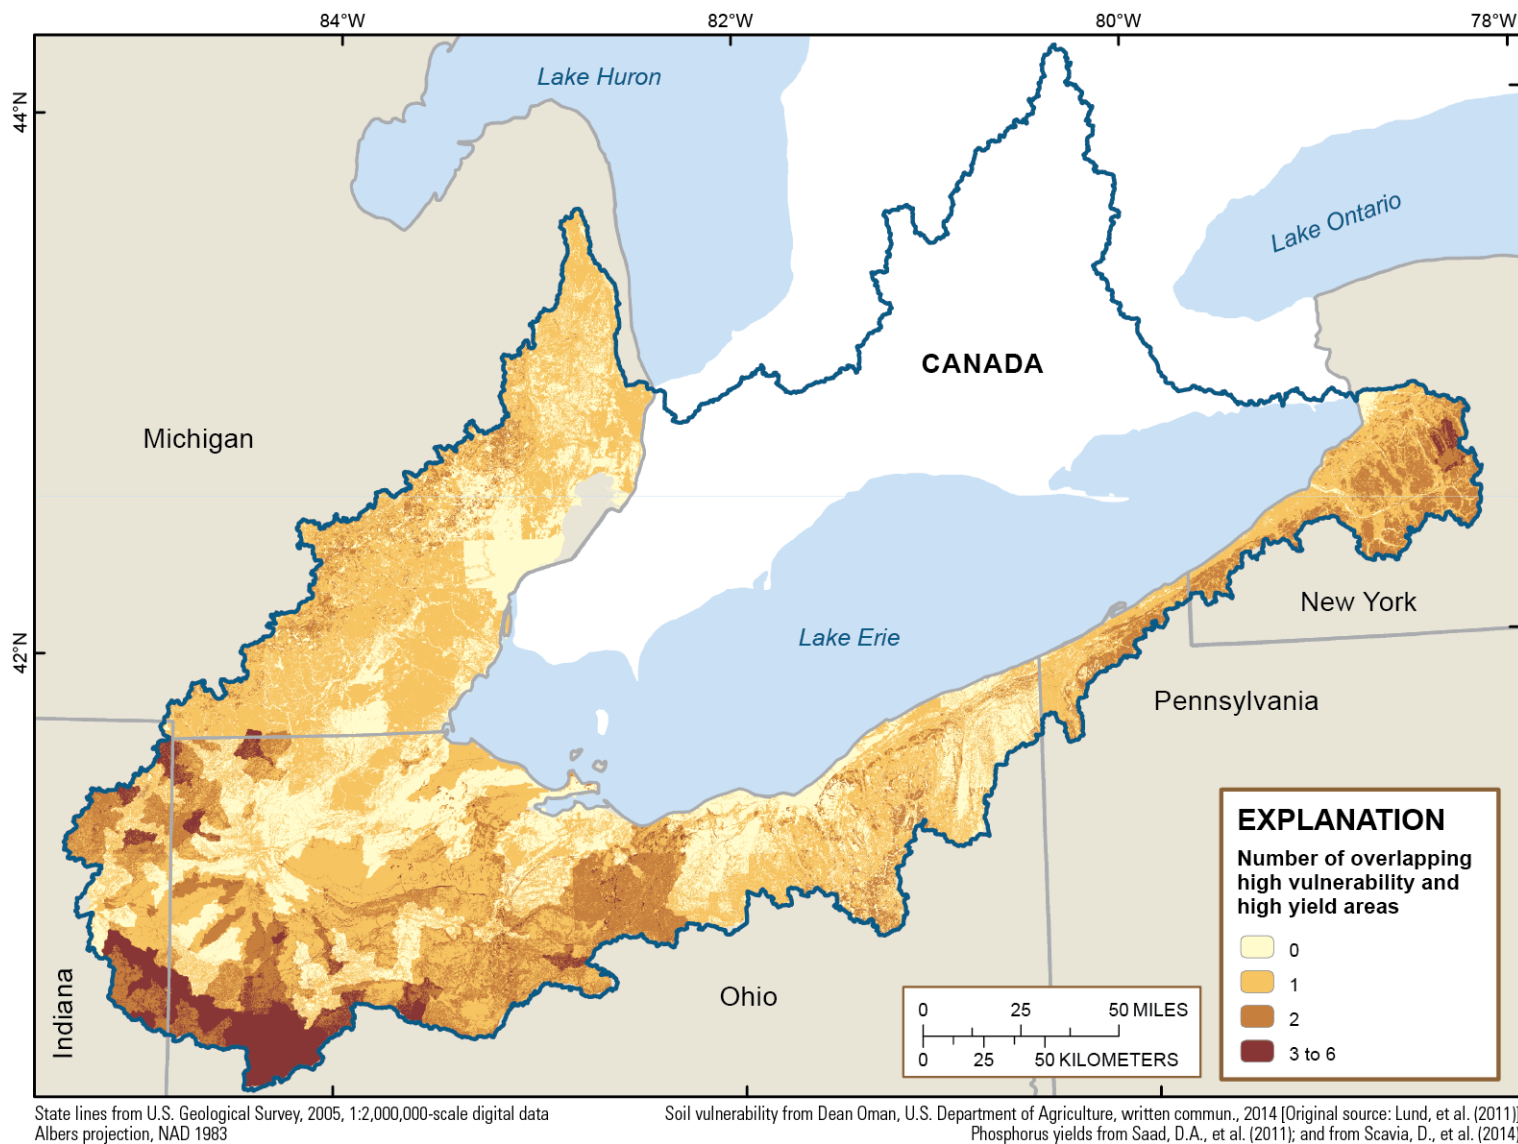 84°W
82°W
80°W
78°W
44°N
42°N
Lake Huron
Lake Ontario
CANADA
Michigan
Lake Erie
New York
Pennsylvania
Indiana
Ohio
EXPLANATION
Number of overlapping
high vulnerability and
high yield areas
0
1
2
3 to 6
0 25 50 MILES
0 25 50 KILOMETERS
State lines from U.S. Geological Survey, 2005, 1:2,000,000-scale digital data
Albers projection, NAD 1983
Soil vulnerability from Dean Oman, U.S. Department of Agriculture, written commun., 2014 [Original source: Lund, et al. (2011)]
Phosphorus yields from Saad, D.A., et al. (2011); and from Scavia, D., et al. (2014)